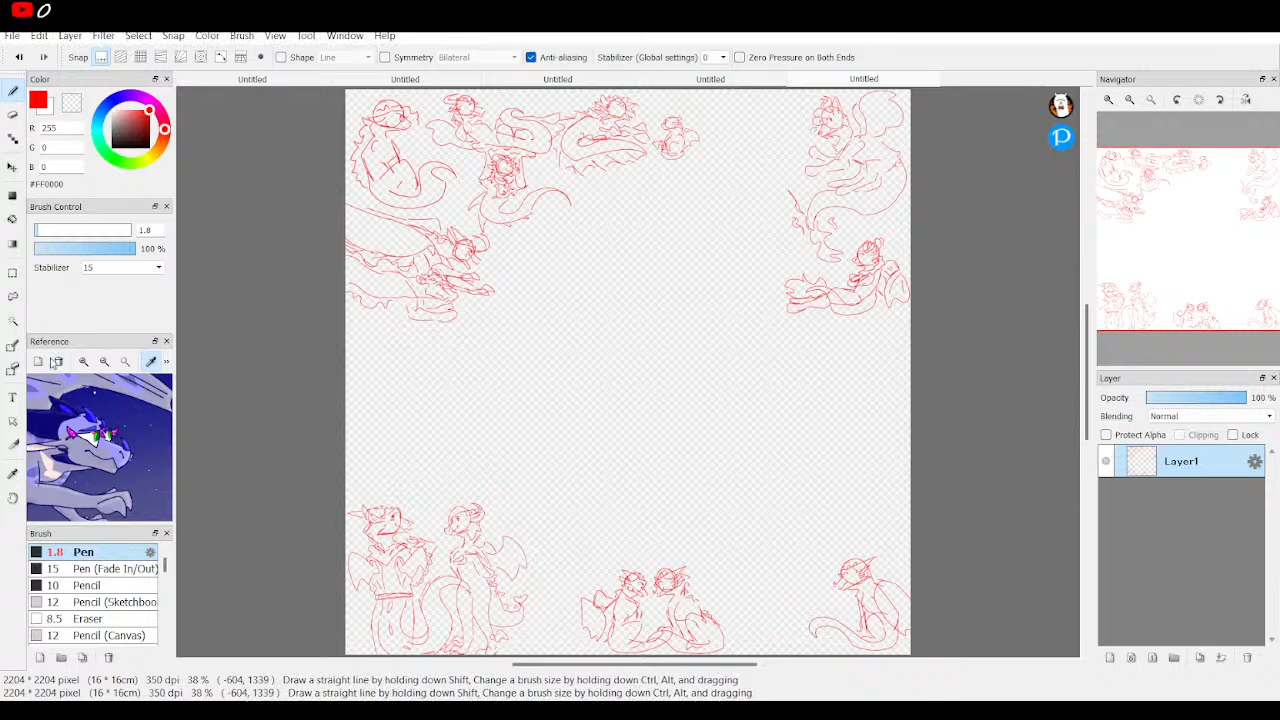 0
File Edit Layer Filter Select Snap Color Brush View Tool Window Help
Snap Shape Line Symmetry Bilateral Anti-aliasing Stabilizer (Global settings) 0 Zero Pressure on Both Ends
Color
Untitled Untitled Untitled Untitled Untitled
Navigator
R 255
G 0
B 0
#FF0000
Brush Control
1.8
100 %
Stabilizer 15
Reference
Layer
Opacity 100 %
Blending Normal
Protect Alpha Clipping Lock
Layer1
Brush
1.8 Pen
15 Pen (Fade In/Out)
10 Pencil
12 Pencil (Sketchboo
8.5 Eraser
12 Pencil (Canvas)
2204 * 2204 pixel (16 * 16cm) 350 dpi 38 % ( -604, 1339) Draw a straight line by holding down Shift, Change a brush size by holding down Ctrl, Alt, and dragging
2204 * 2204 pixel (16 * 16cm) 350 dpi 38 % ( -604, 1339) Draw a straight line by holding down Shift, Change a brush size by holding down Ctrl, Alt, and dragging